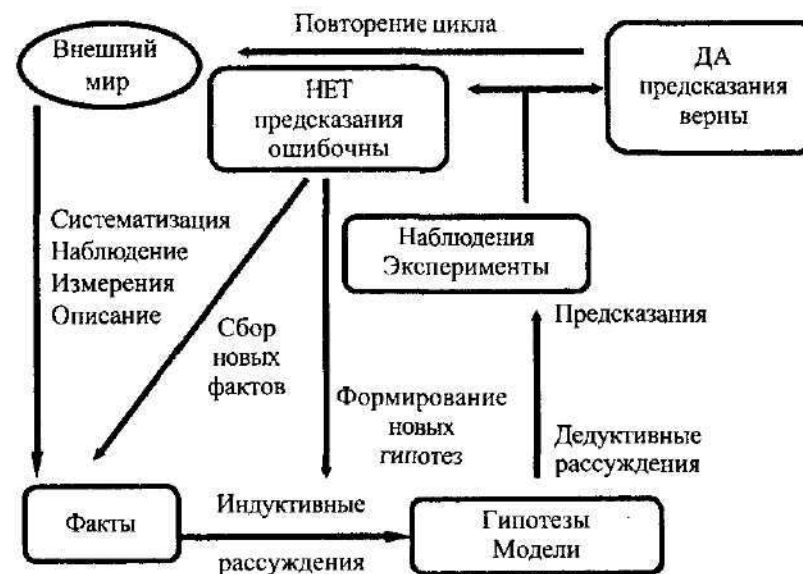 Повторение цикла
Внешний
мир
НЕТ
предсказания
ошибочны
ДА
предсказания
верны
Систематизация
Наблюдение
Измерения
Описание
Сбор
новых
фактов
Наблюдения
Эксперименты
Предсказания
Формирование
новых
гипотез
Дедуктивные
рассуждения
Факты
Индуктивные
рассуждения
Гипотезы
Модели